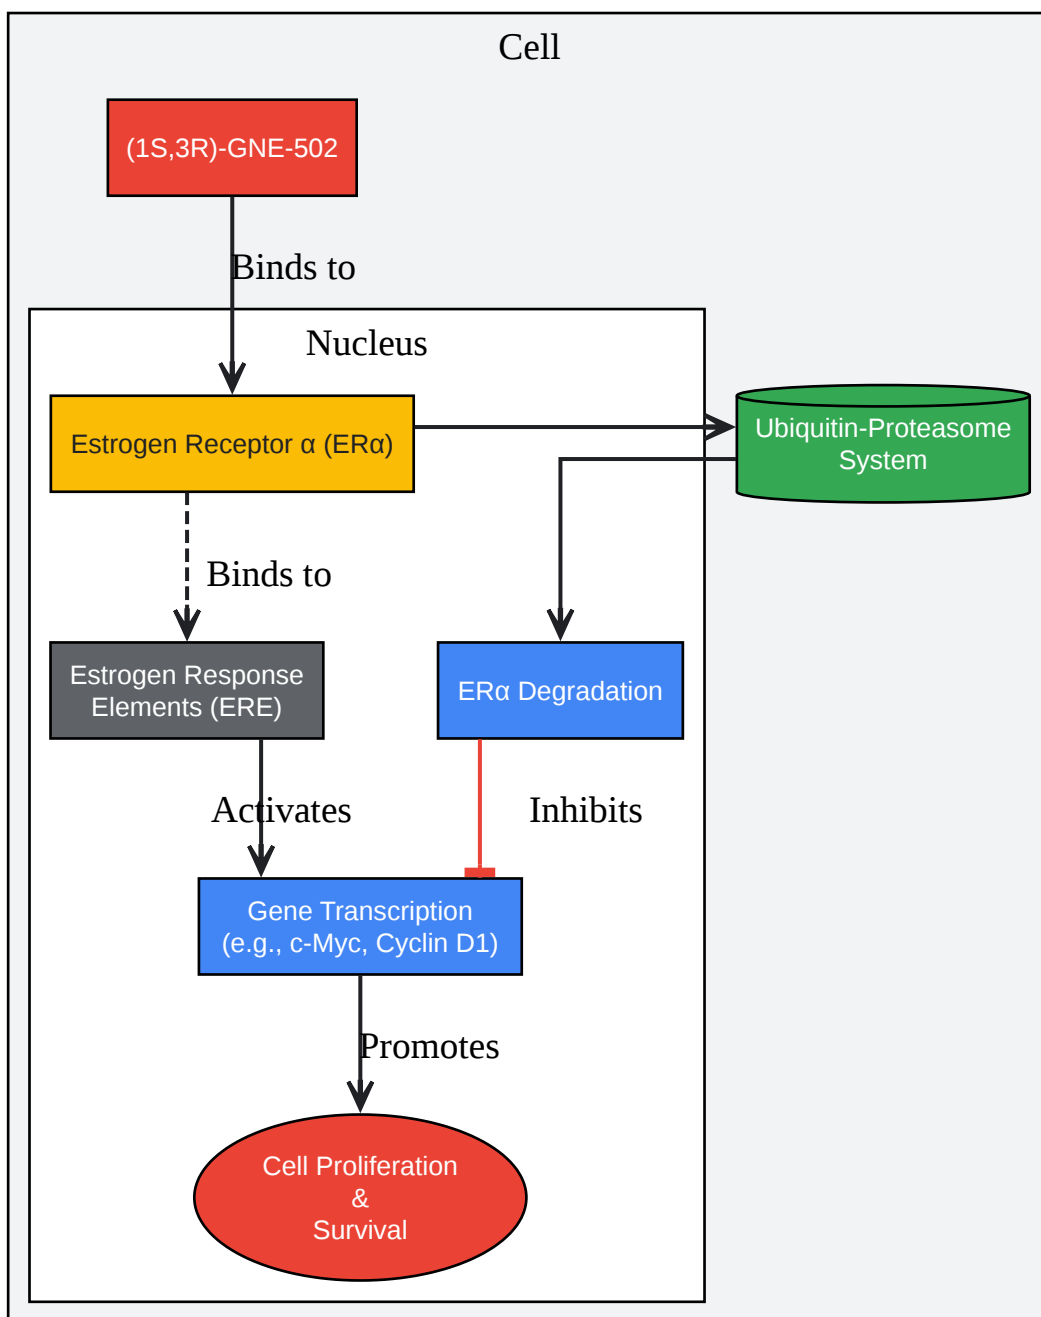 Cell
(1S,3R)-GNE-502
Binds to
Nucleus
Estrogen Receptor α (ERα)
Ubiquitin-Proteasome
System
Binds to
Estrogen Response
Elements (ERE)
ERα Degradation
Activates
Inhibits
Gene Transcription
(e.g., c-Myc, Cyclin D1)
Promotes
Cell Proliferation
&
Survival